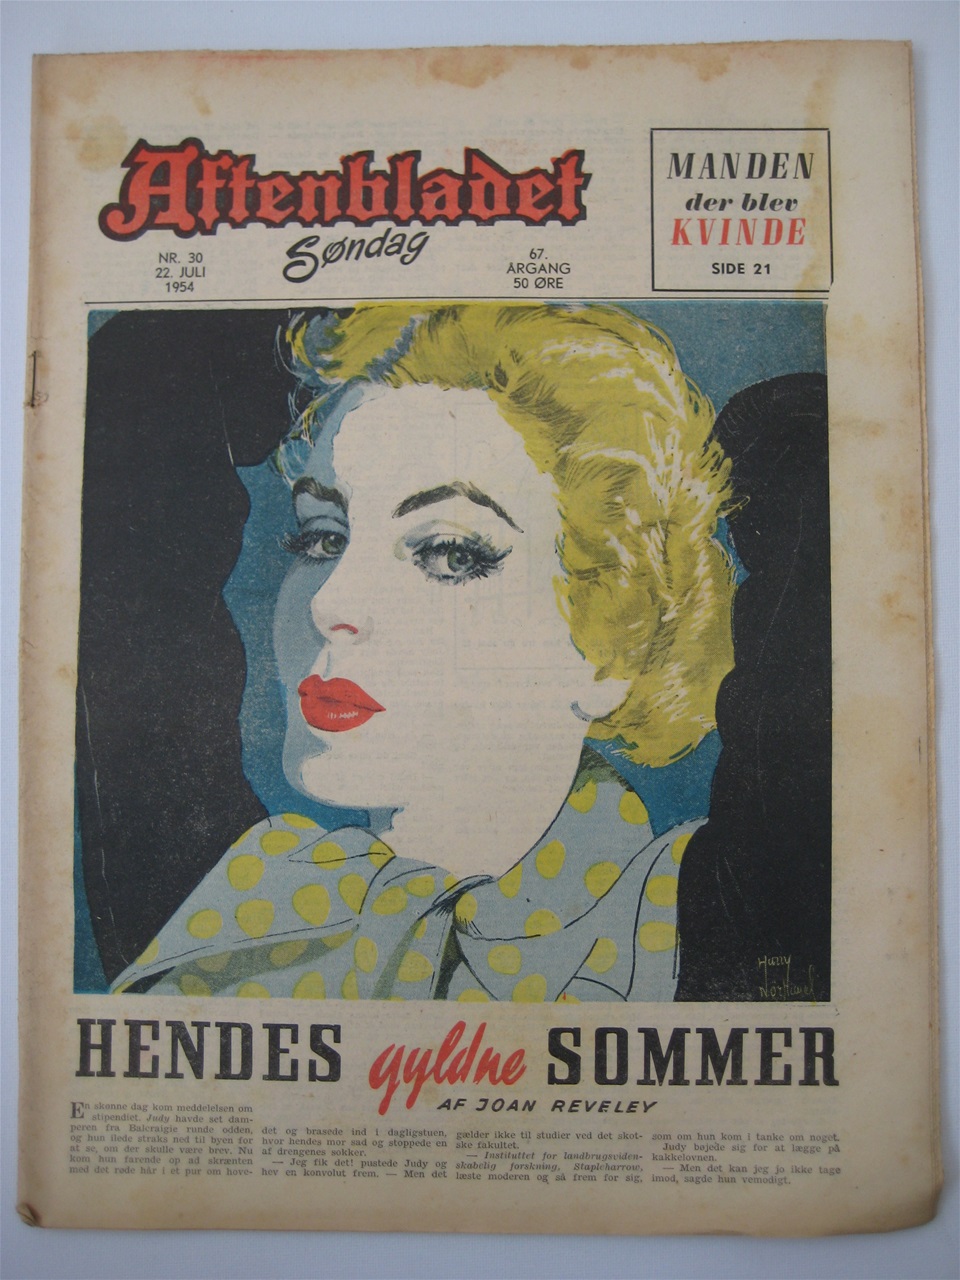 Aftenbladet
Søndag
NR. 30
22. JULI
1954
67.
ÅRGANG
50 ØRE
MANDEN
der blev
KVINDE
SIDE 21
Harry
HENDES gyldne SOMMER
AF JOAN REVELEY
En skønne dag kom meddelelsen om
stipendiet. Judy havde set dam-
peren fra Balcraigie runde odden,
og hun ilede straks ned til byen for
at se, om der skulle være brev. Nu
kom hun farende op ad skrænten
med det røde hår i et pur om hove-
det og brasede ind i dagligstuen,
hvor hendes mor sad og stoppede en
af drengenes sokker.
— Jeg fik det! pustede Judy og
hev en konvolut frem. — Men det
gælder ikke til studier ved det skot-
ske fakultet.
— Instituttet for landbrugsviden-
skabelig forskning, Stapleharrow,
læste moderen og så frem for sig,
som om hun kom i tanke om noget.
Judy bøjede sig for at lægge på
kakkelovnen.
— Men det kan jeg jo ikke tage
imod, sagde hun vemodigt.